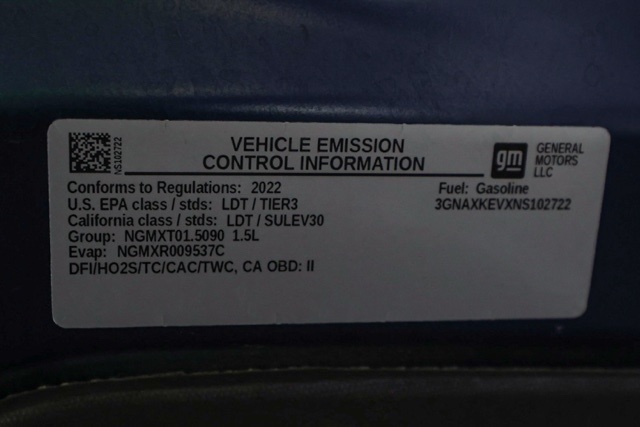 NS102722
VEHICLE EMISSION
CONTROL INFORMATION
gm
GENERAL
MOTORS
LLC
Conforms to Regulations: 2022
U.S. EPA class / stds: LDT / TIER3
California class / stds: LDT / SULEV30
Group: NGMXT01.5090 1.5L
Evap: NGMXR009537C
DFI/HO2S/TC/CAC/TWC, CA OBD: II
Fuel: Gasoline
3GNAXKEVXNS102722